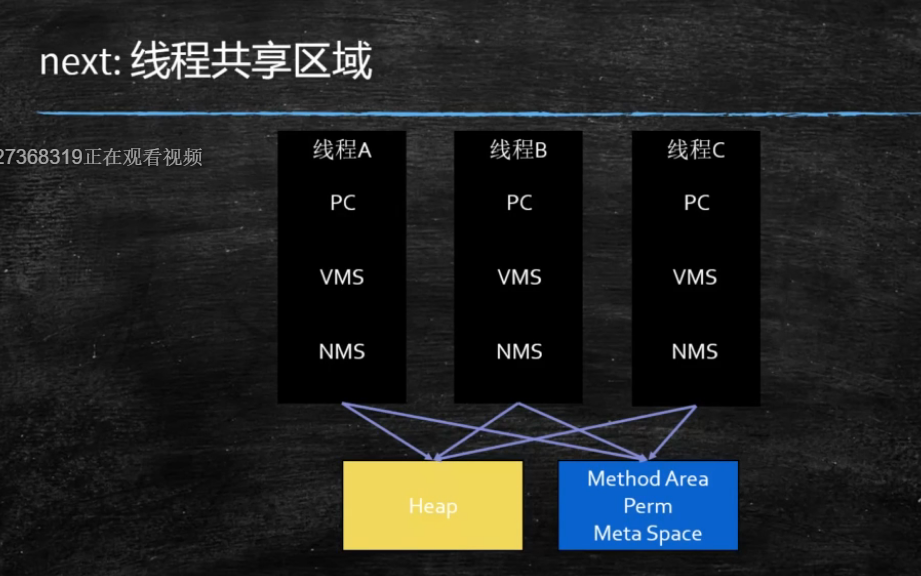 next: 线程共享区域
27368319正在观看视频
线程A
线程B
线程C
PC
PC
PC
VMS
VMS
VMS
NMS
NMS
NMS
Heap
Method Area
Perm
Meta Space